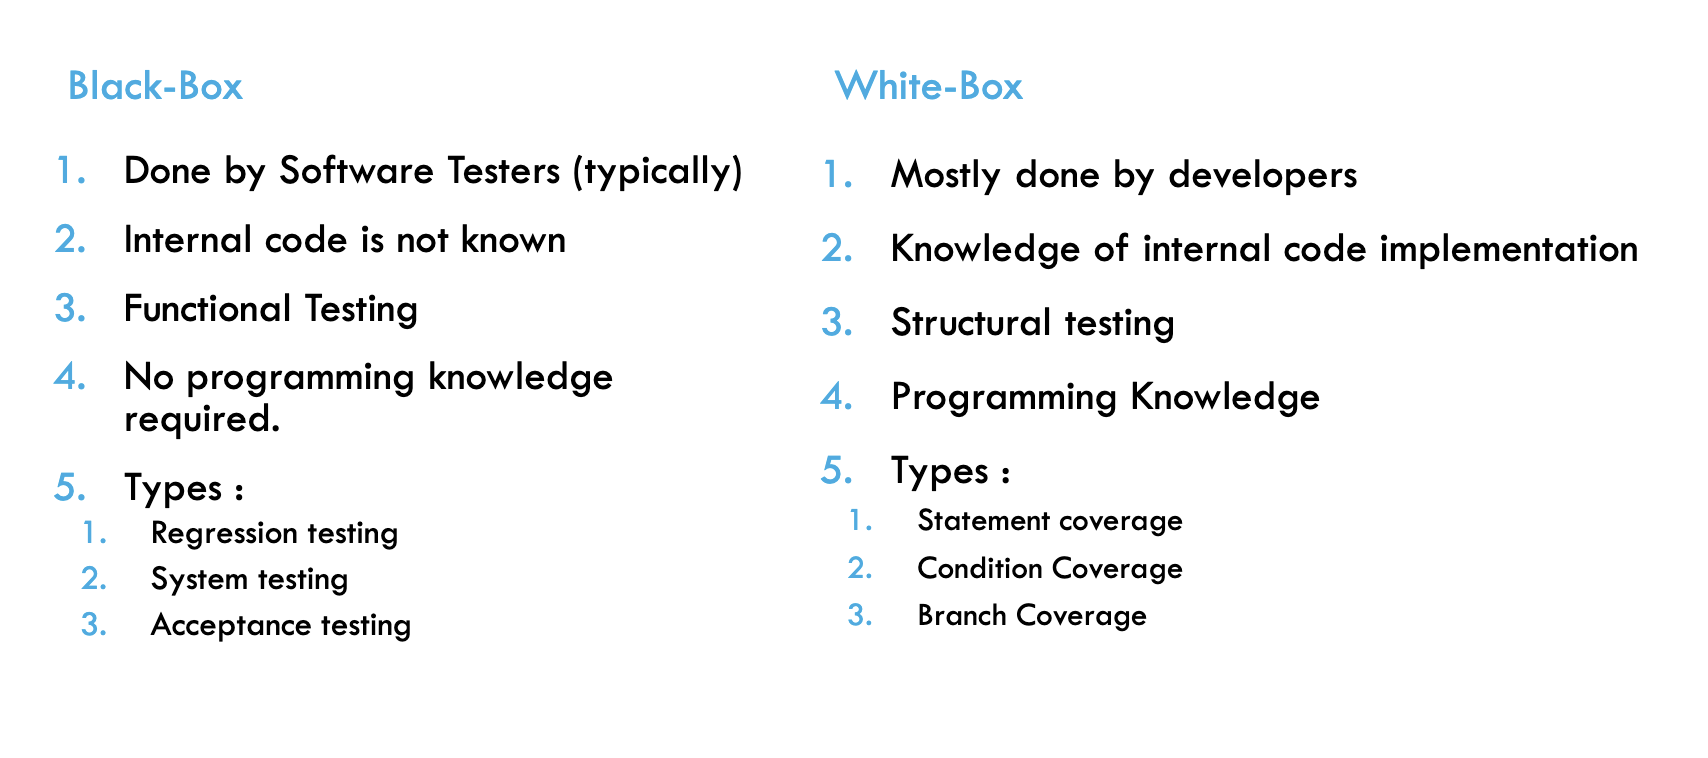 Black-Box
1. Done by Software Testers (typically)
2. Internal code is not known
3. Functional Testing
4. No programming knowledge
required.
5. Types :
1. Regression testing
2. System testing
3. Acceptance testing
White-Box
1. Mostly done by developers
2. Knowledge of internal code implementation
3. Structural testing
4. Programming Knowledge
5. Types :
1. Statement coverage
2. Condition Coverage
3. Branch Coverage